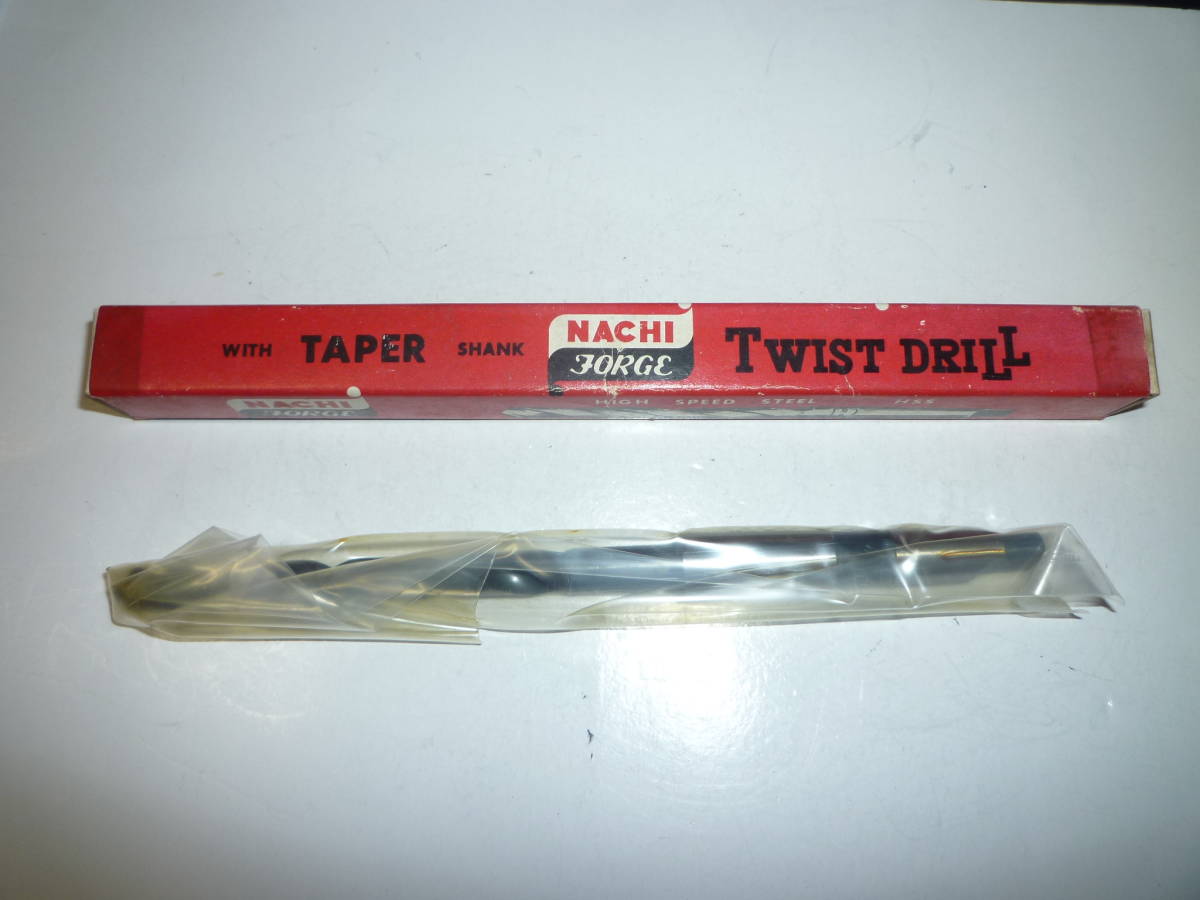 WITH TAPER SHANK NACHI FORGE TWIST DRILL
NACHI FORGE HIGH SPEED STEEL HSS